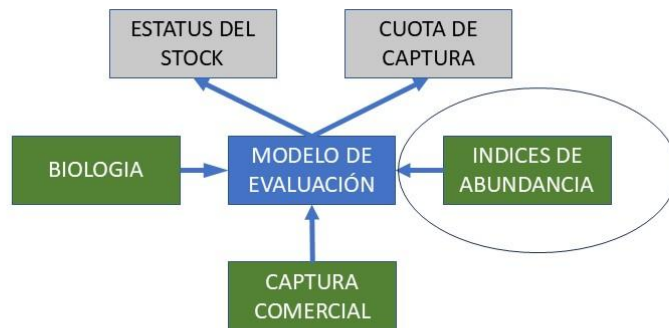 ESTATUS DEL
STOCK
CUOTA DE
CAPTURA
BIOLOGIA
MODELO DE
EVALUACIÓN
INDICES DE
ABUNDANCIA
CAPTURA
COMERCIAL